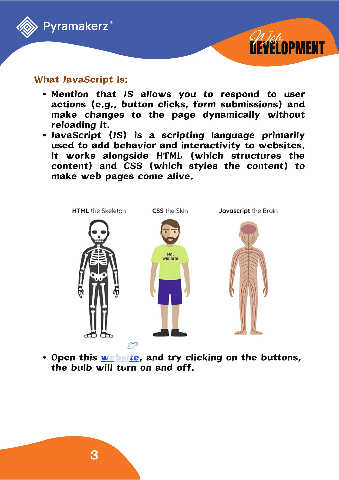 Pyramakerz
Web
DEVELOPMENT
What JavaScript is:
• Mention that JS allows you to respond to user
actions (e.g., button clicks, form submissions) and
make changes to the page dynamically without
reloading it.
• JavaScript (JS) is a scripting language primarily
used to add behavior and interactivity to websites.
It works alongside HTML (which structures the
content) and CSS (which styles the content) to
make web pages come alive.
HTML the Skeleton CSS the Skin Javascript the Brain
• Open this website, and try clicking on the buttons,
the bulb will turn on and off.
3